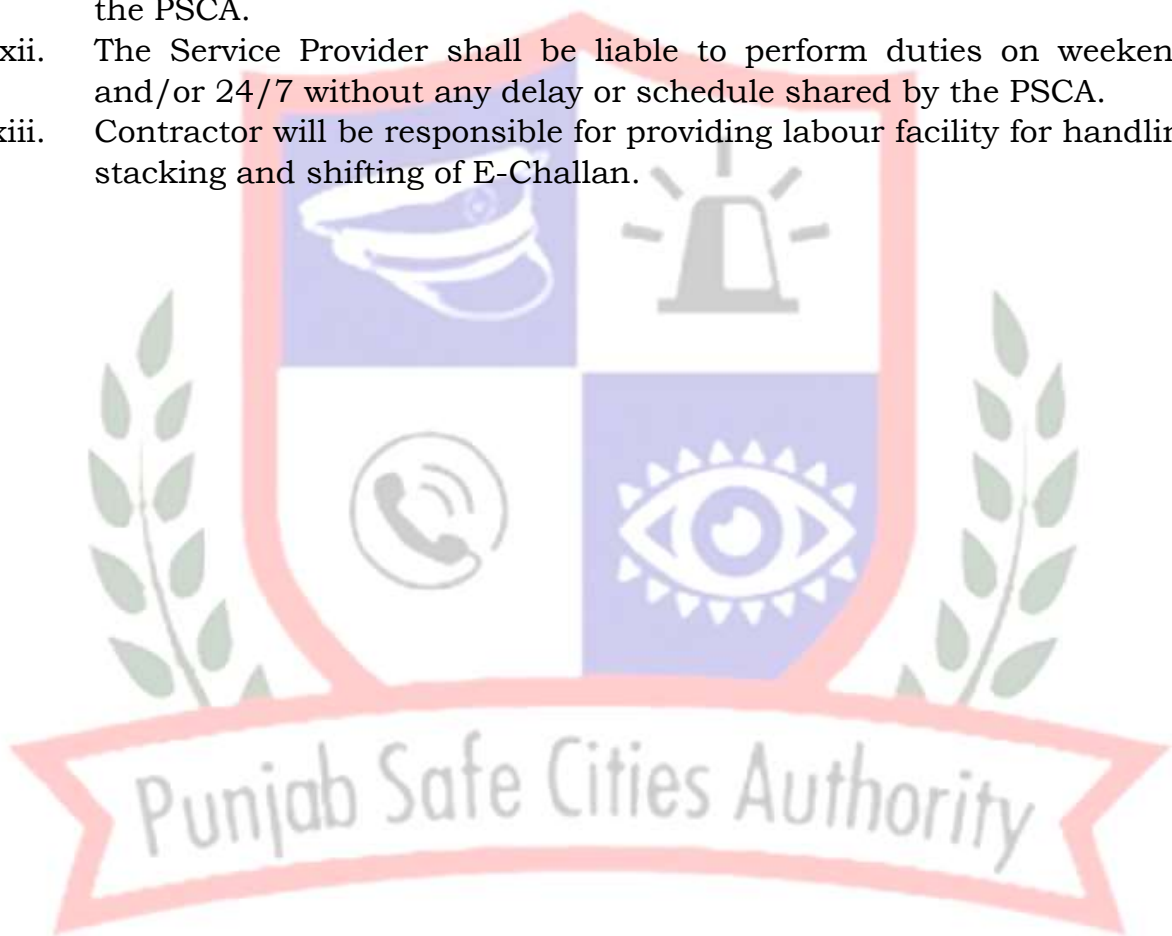 the PSCA.
xii. The Service Provider shall be liable to perform duties on weeken
and/or 24/7 without any delay or schedule shared by the PSCA.
xiii. Contractor will be responsible for providing labour facility for handlin
stacking and shifting of E-Challan.
Punjab Safe Cities Authority